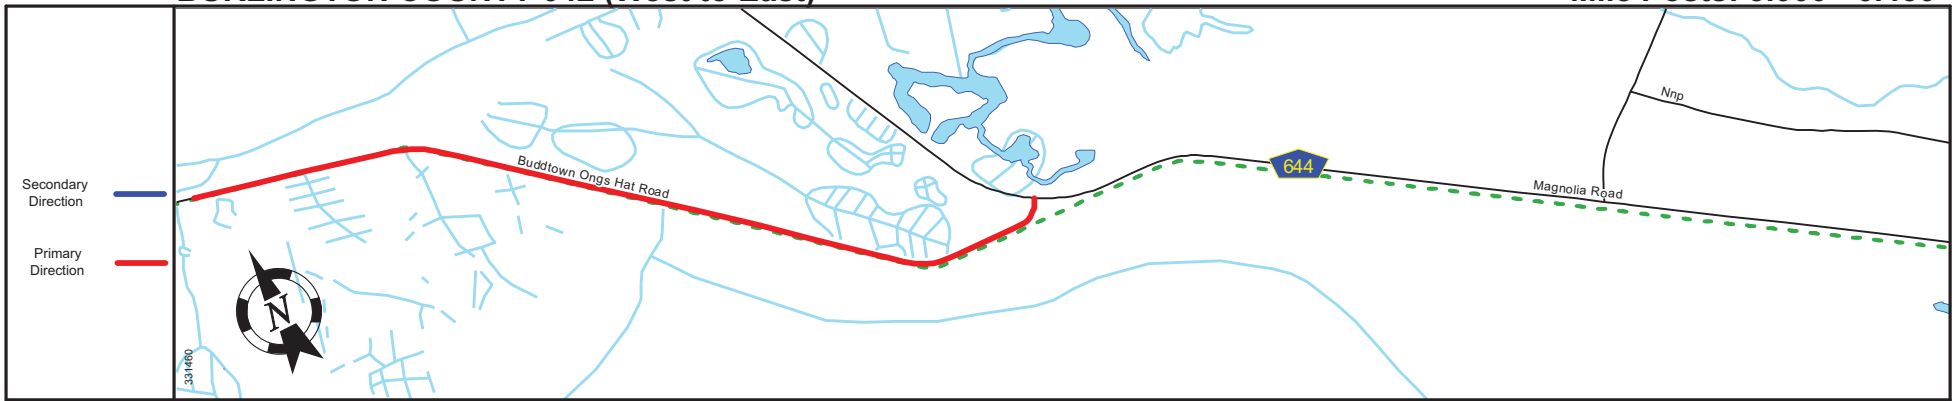 Secondary
Direction
Primary
Direction
Buddtown Ongs Hat Road
644
Magnolia Road
Nnp
N
331460